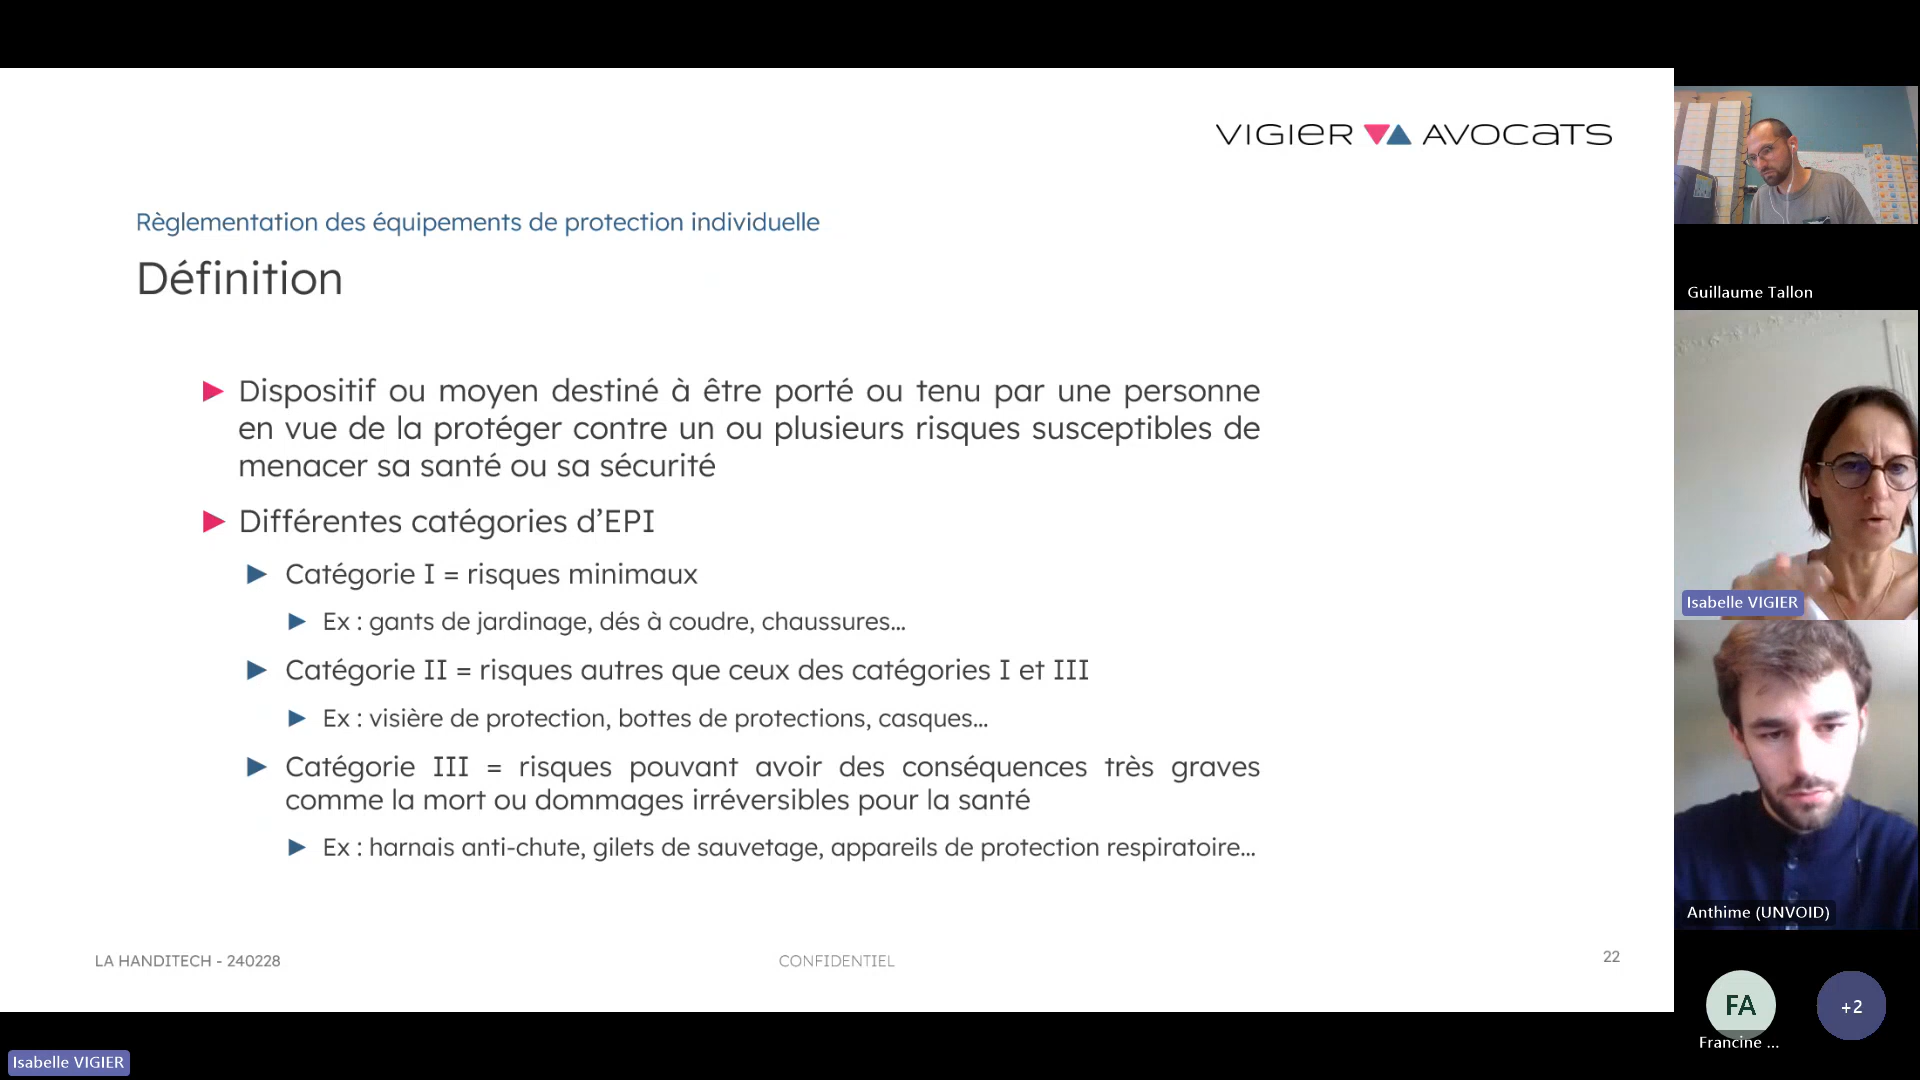 VIGIER AVOCATS
Règlementation des équipements de protection individuelle
Définition
Dispositif ou moyen destiné à être porté ou tenu par une personne
en vue de la protéger contre un ou plusieurs risques susceptibles de
menacer sa santé ou sa sécurité
Différentes catégories d’EPI
Catégorie I = risques minimaux
Ex : gants de jardinage, dés à coudre, chaussures...
Catégorie II = risques autres que ceux des catégories I et III
Ex : visière de protection, bottes de protections, casques...
Catégorie III = risques pouvant avoir des conséquences très graves
comme la mort ou dommages irréversibles pour la santé
Ex : harnais anti-chute, gilets de sauvetage, appareils de protection respiratoire...
LA HANDITECH - 240228
CONFIDENTIEL
22
Guillaume Tallon
Isabelle VIGIER
Anthime (UNVOID)
FA
+2
Francine ...
Isabelle VIGIER